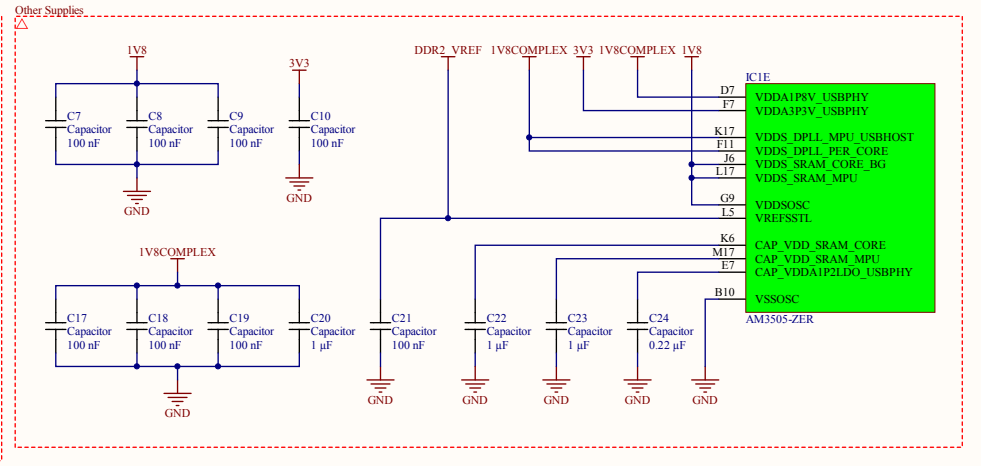 Other Supplies
1V8
3V3
DDR2_VREF
1V8COMPLEX
3V3
1V8COMPLEX
1V8
C7
Capacitor
100 nF
C8
Capacitor
100 nF
C9
Capacitor
100 nF
C10
Capacitor
100 nF
GND
GND
IC1E
D7 VDDA1P8V_USBPHY
F7 VDDA3P3V_USBPHY
K17 VDDS_DPLL_MPU_USBHOST
F11 VDDS_DPLL_PER_CORE
J6 VDDS_SRAM_CORE_BG
L17 VDDS_SRAM_MPU
G9 VDDSOSC
L5 VREFSSTL
K6 CAP_VDD_SRAM_CORE
M17 CAP_VDD_SRAM_MPU
E7 CAP_VDDA1P2LDO_USBPHY
B10 VSSOSC
AM3505-ZER
1V8COMPLEX
C17
Capacitor
100 nF
C18
Capacitor
100 nF
C19
Capacitor
100 nF
C20
Capacitor
1 µF
C21
Capacitor
100 nF
C22
Capacitor
1 µF
C23
Capacitor
1 µF
C24
Capacitor
0.22 µF
GND
GND
GND
GND
GND
GND